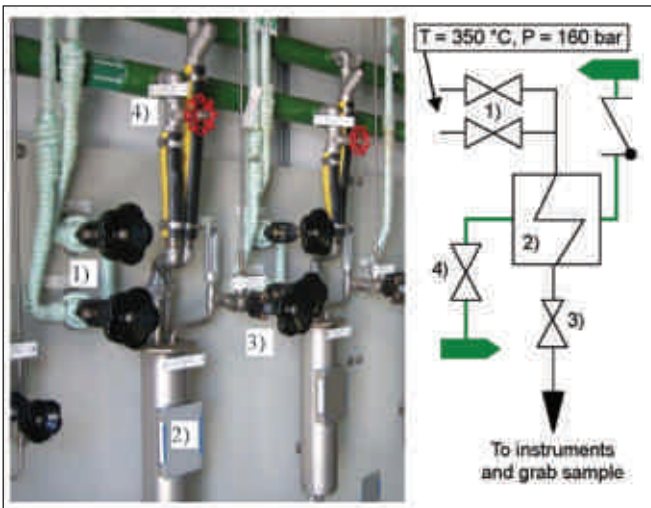 4)
1)
3)
2)
T = 350 °C, P = 160 bar
1)
2)
4)
3)
To instruments
and grab sample